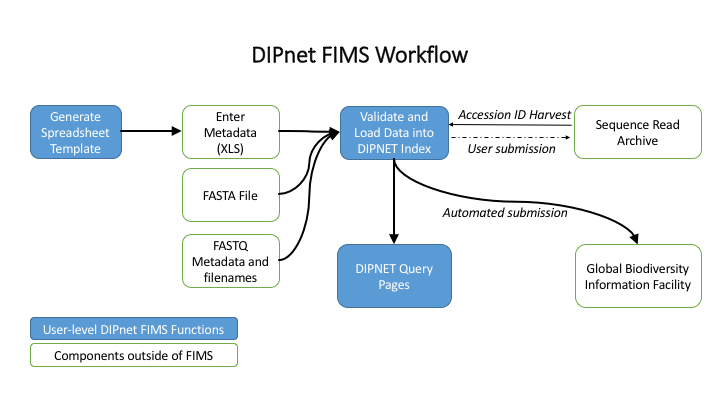 DIPnet FIMS Workflow
Generate
Spreadsheet
Template
Enter
Metadata
(XLS)
FASTA File
FASTQ
Metadata and
filenames
Validate and
Load Data into
DIPNET Index
Accession ID Harvest
User submission
Sequence Read
Archive
Automated submission
DIPNET Query
Pages
Global Biodiversity
Information Facility
User-level DIPnet FIMS Functions
Components outside of FIMS